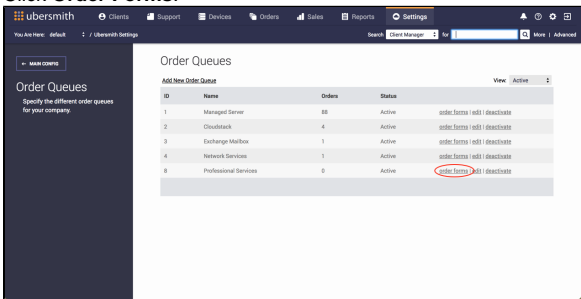 Click Order Forms.
ubersmith Clients Support Devices Orders Sales Reports Settings
You Are Here: default / Ubersmith Settings Search Client Manager for More | Advanced
← MAIN CONFIG
Order Queues
Specify the different order queues
for your company.
Order Queues
Add New Order Queue View: Active
ID Name Orders Status
1 Managed Server 88 Active order forms | edit | deactivate
2 Cloudstack 4 Active order forms | edit | deactivate
3 Exchange Mailbox 1 Active order forms | edit | deactivate
4 Network Services 1 Active order forms | edit | deactivate
8 Professional Services 0 Active order forms | edit | deactivate